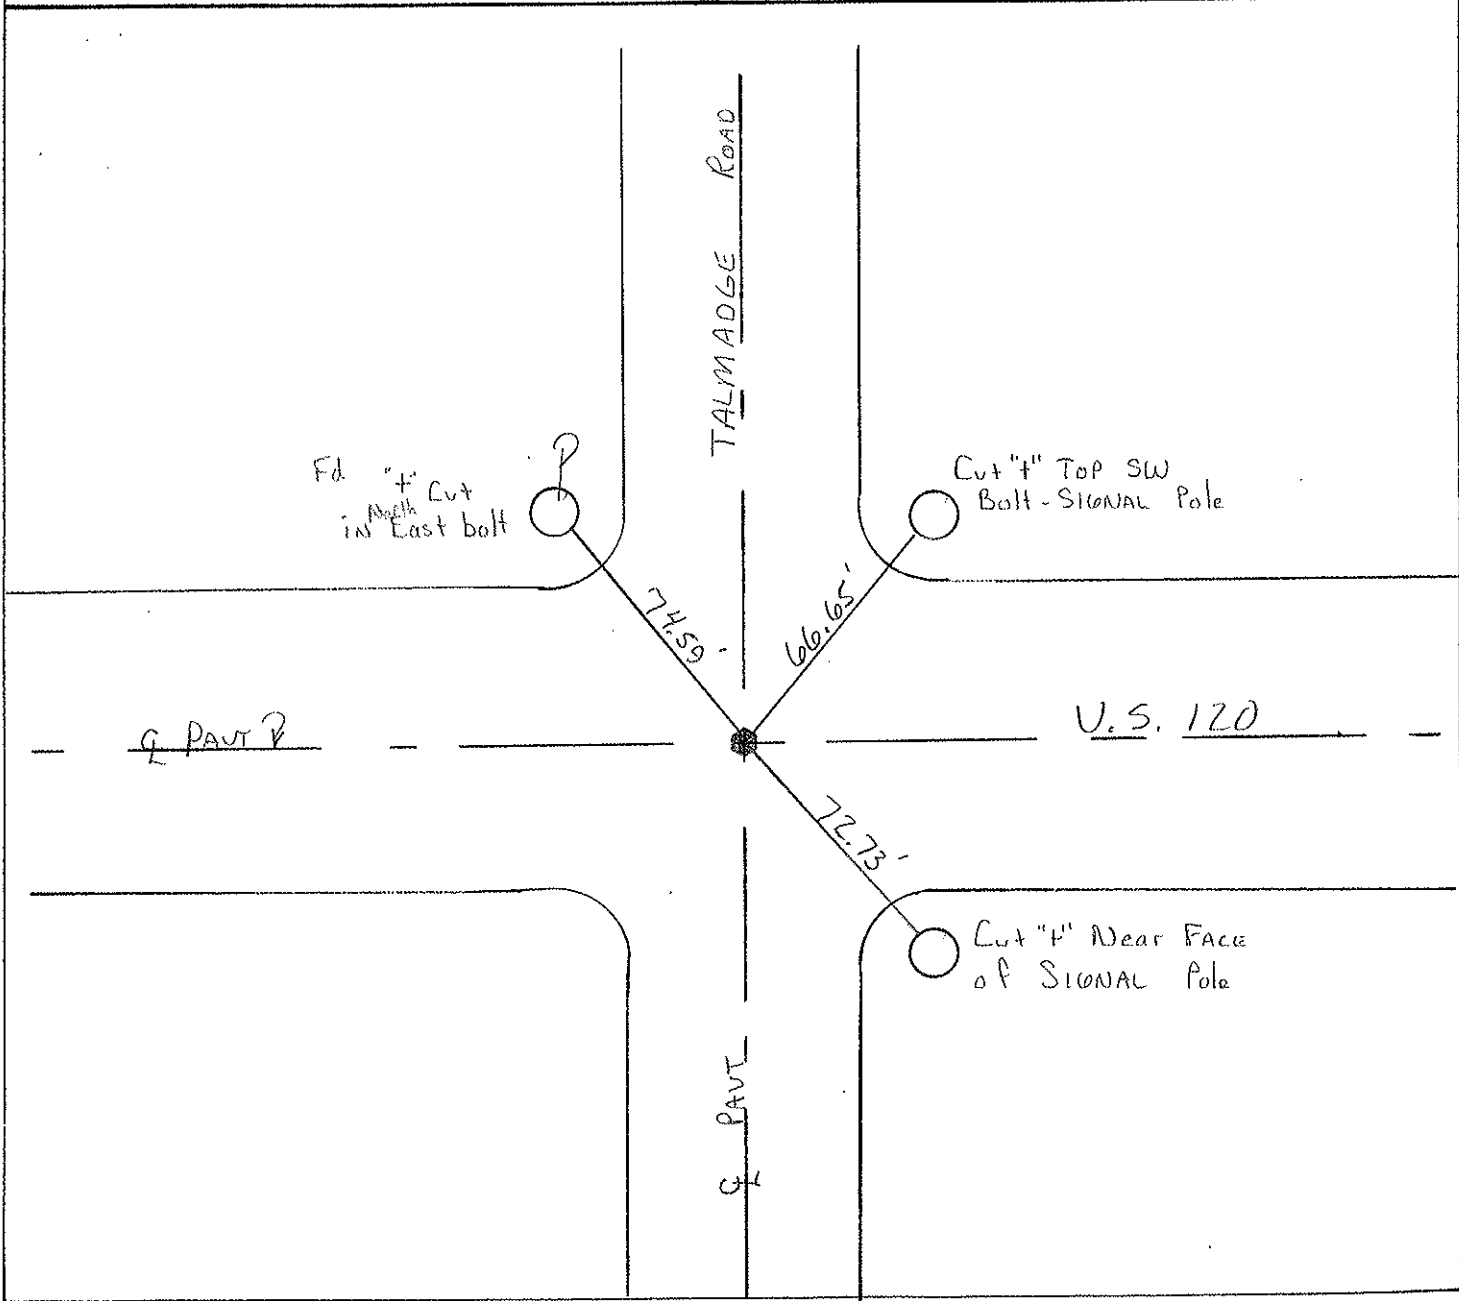 TALMADGE ROAD
Fd "+" Cut
in North East bolt
P
Cut "+" Top SW
Bolt - SIGNAL Pole
74.59'
66.65'
℄ PAVT
U.S. 120
72.73'
Cut "+" Near FACE
of SIGNAL Pole
℄ PAVT